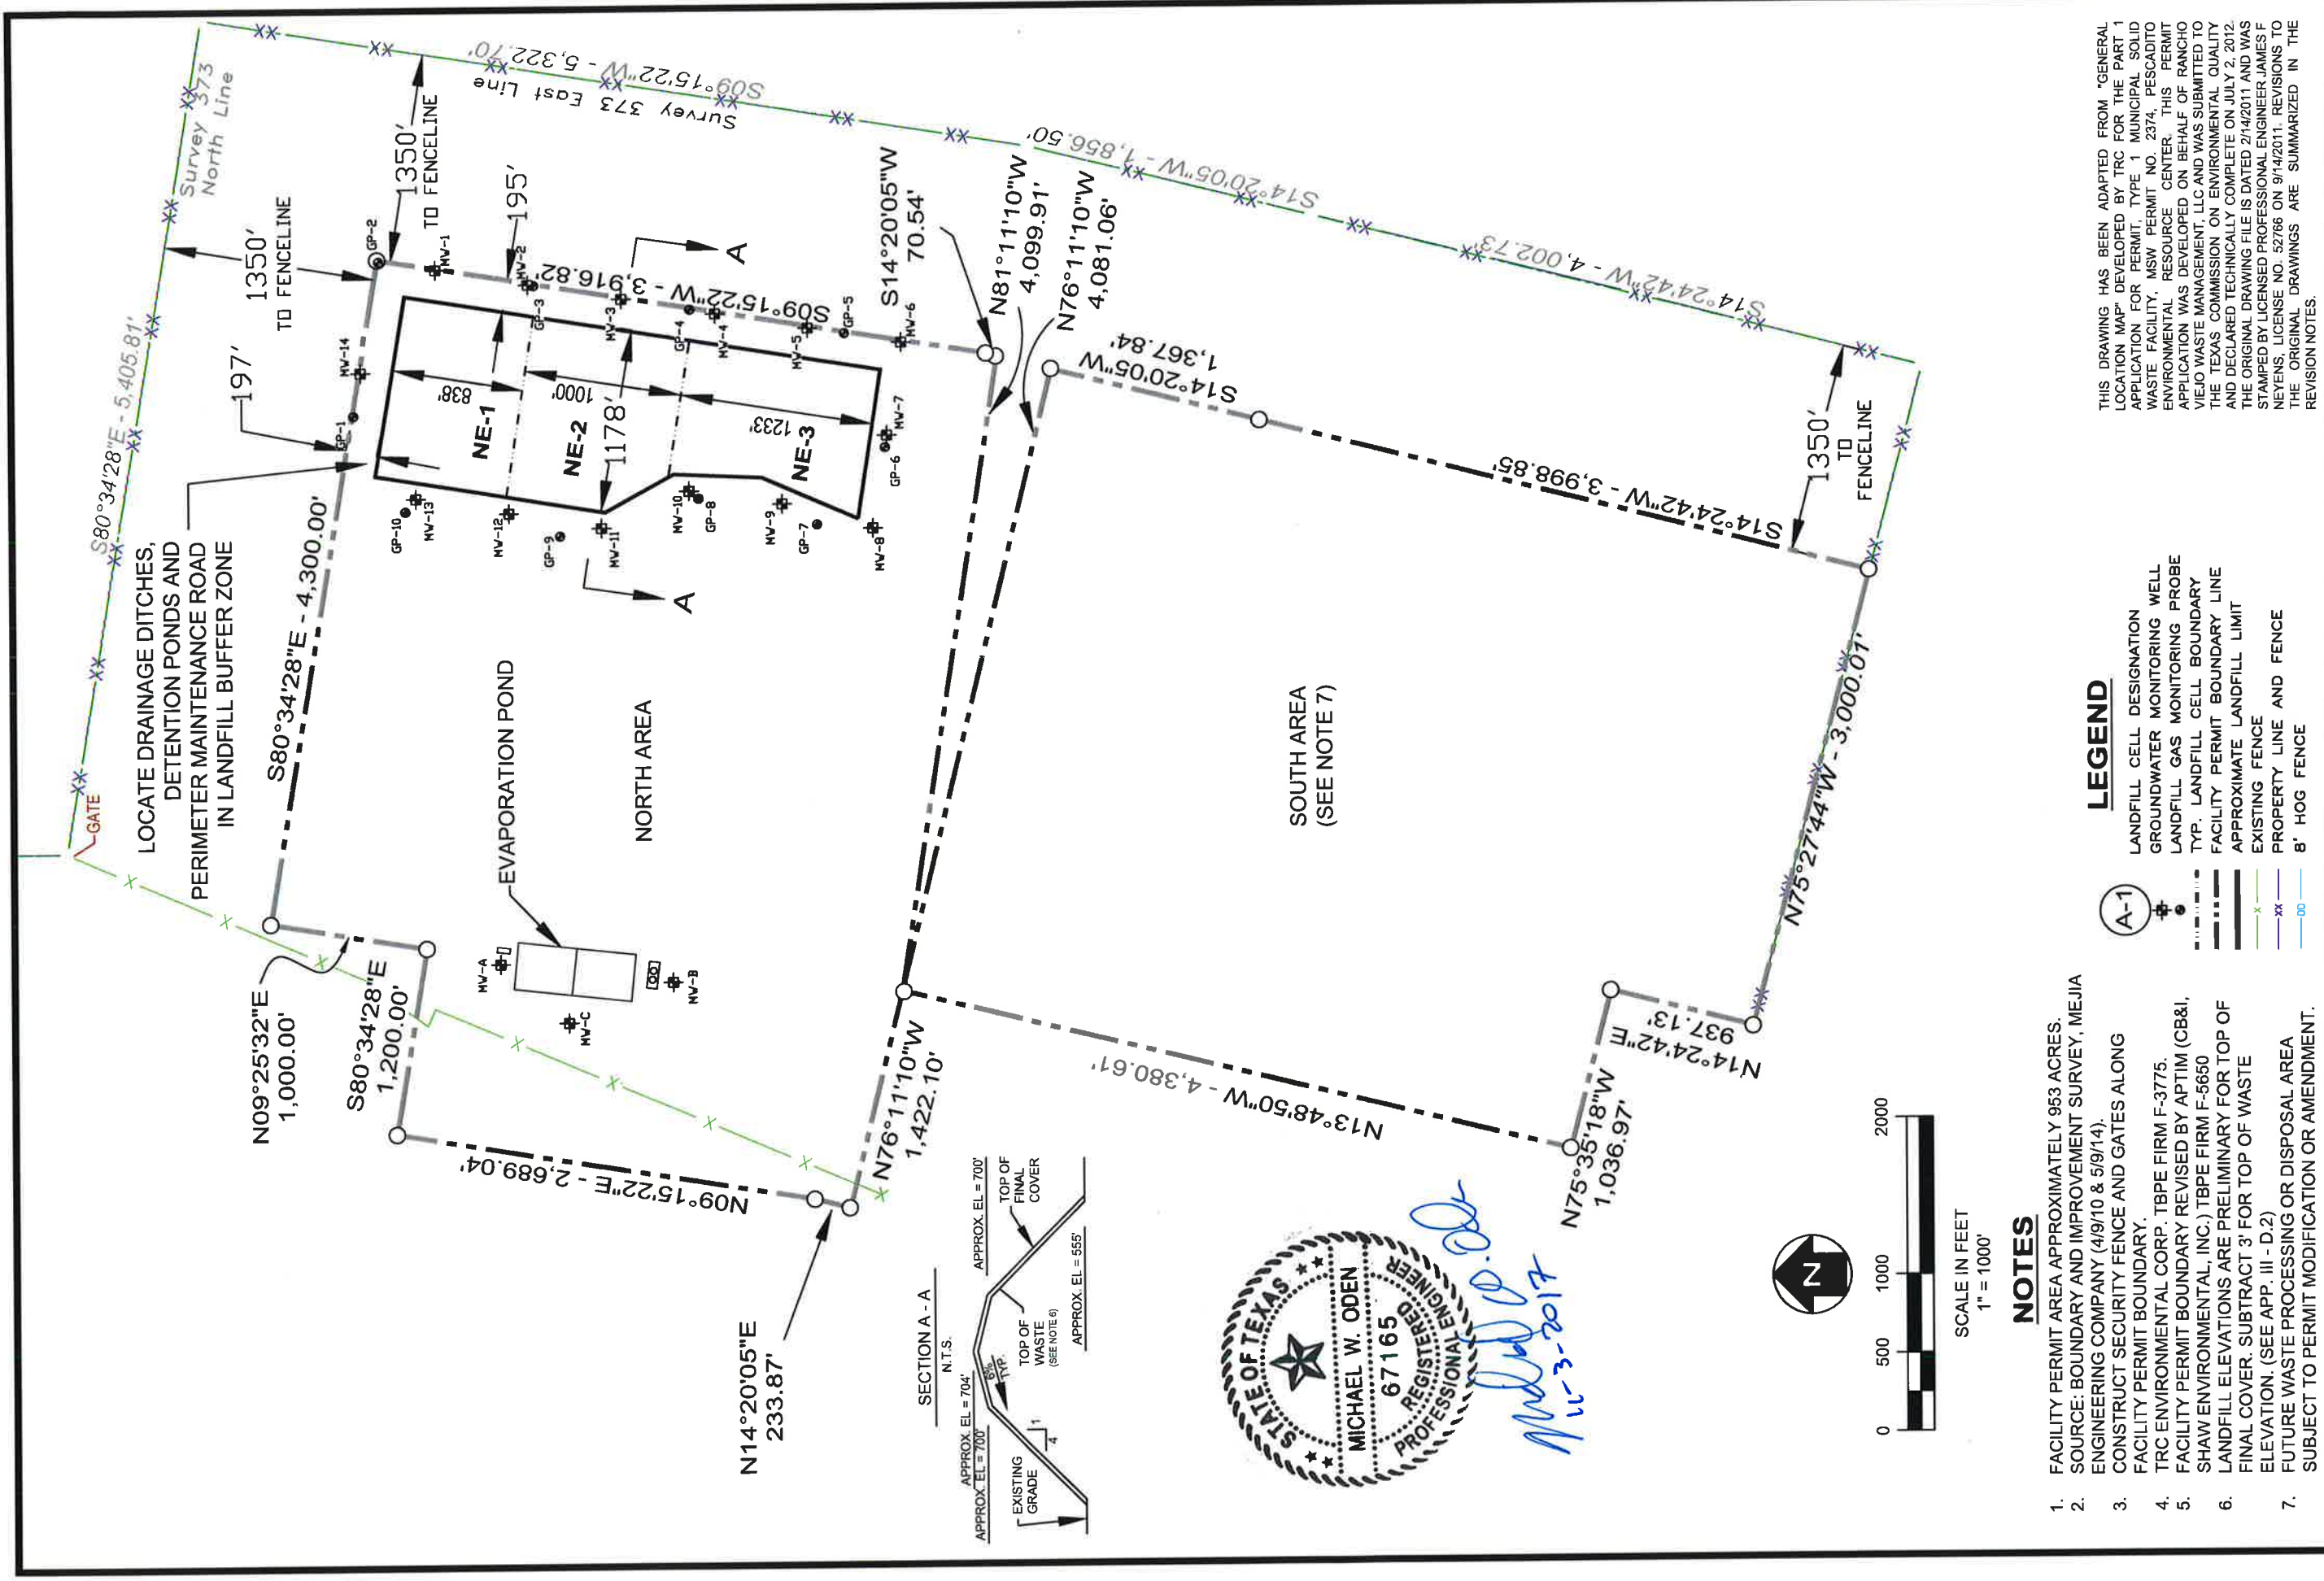 GATE
Survey 373
North Line
S80°34'28"E - 5,405.81'
Survey 373 East Line
S09°15'22"W - 5,322.70'
S14°20'05"W - 1,856.50'
S14°24'42"W - 4,002.73'
LOCATE DRAINAGE DITCHES,
DETENTION PONDS AND
PERIMETER MAINTENANCE ROAD
IN LANDFILL BUFFER ZONE
1350'
TO FENCELINE
1350'
TO FENCELINE
197'
195'
S80°34'28"E - 4,300.00'
GP-1
MW-14
GP-2
MW-1
MW-2
GP-3
MW-3
GP-4
MW-4
MW-5
GP-5
MW-6
MW-7
GP-6
MW-8
GP-7
MW-9
GP-8
MW-10
MW-11
GP-9
MW-12
MW-13
GP-10
838'
1000'
1233'
1178'
NE-1
NE-2
NE-3
A
A
S09°15'22"W - 3,916.82'
S14°20'05"W
70.54'
N81°11'10"W
4,099.91'
N76°11'10"W
4,081.06'
N09°25'32"E
1,000.00'
S80°34'28"E
1,200.00'
EVAPORATION POND
NORTH AREA
MW-A
MW-B
MW-C
N09°15'22"E - 2,689.04'
N14°20'05"E
233.87'
N76°11'10"W
1,422.10'
S14°20'05"W
1,367.84'
S14°24'42"W - 3,998.85'
1350'
TO
FENCELINE
SOUTH AREA
(SEE NOTE 7)
N13°48'50"W - 4,380.61'
N75°35'18"W
1,036.97'
N14°24'42"E
937.13'
N75°27'44"W - 3,000.01'
SECTION A - A
N.T.S.
APPROX. EL = 704'
APPROX. EL = 700'
APPROX. EL = 700'
TOP OF
FINAL
COVER
6%
TYP.
TOP OF
WASTE
(SEE NOTE 6)
1
4
EXISTING
GRADE
APPROX. EL = 555'
STATE OF TEXAS
MICHAEL W. ODEN
67165
REGISTERED
PROFESSIONAL ENGINEER
11-3-2017
N
0 500 1000 2000
SCALE IN FEET
1" = 1000'
NOTES
1. FACILITY PERMIT AREA APPROXIMATELY 953 ACRES.
2. SOURCE: BOUNDARY AND IMPROVEMENT SURVEY, MEJIA
ENGINEERING COMPANY (4/9/10 & 5/9/14).
3. CONSTRUCT SECURITY FENCE AND GATES ALONG
FACILITY PERMIT BOUNDARY.
4. TRC ENVIRONMENTAL CORP. TBPE FIRM F-3775.
5. FACILITY PERMIT BOUNDARY REVISED BY APTIM (CB&I,
SHAW ENVIRONMENTAL, INC.) TBPE FIRM F-5650
6. LANDFILL ELEVATIONS ARE PRELIMINARY FOR TOP OF
FINAL COVER. SUBTRACT 3' FOR TOP OF WASTE
ELEVATION. (SEE APP. III - D.2)
7. FUTURE WASTE PROCESSING OR DISPOSAL AREA
SUBJECT TO PERMIT MODIFICATION OR AMENDMENT.
LEGEND
A-1 LANDFILL CELL DESIGNATION
GROUNDWATER MONITORING WELL
LANDFILL GAS MONITORING PROBE
TYP. LANDFILL CELL BOUNDARY
FACILITY PERMIT BOUNDARY LINE
APPROXIMATE LANDFILL LIMIT
X EXISTING FENCE
XX PROPERTY LINE AND FENCE
OO 8' HOG FENCE
THIS DRAWING HAS BEEN ADAPTED FROM "GENERAL
LOCATION MAP" DEVELOPED BY TRC FOR THE PART 1
APPLICATION FOR PERMIT, TYPE 1 MUNICIPAL SOLID
WASTE FACILITY, MSW PERMIT NO. 2374, PESCADITO
ENVIRONMENTAL RESOURCE CENTER. THIS PERMIT
APPLICATION WAS DEVELOPED ON BEHALF OF RANCHO
VIEJO WASTE MANAGEMENT, LLC AND WAS SUBMITTED TO
THE TEXAS COMMISSION ON ENVIRONMENTAL QUALITY
AND DECLARED TECHNICALLY COMPLETE ON JULY 2, 2012.
THE ORIGINAL DRAWING FILE IS DATED 2/14/2011 AND WAS
STAMPED BY LICENSED PROFESSIONAL ENGINEER JAMES F
NEYENS, LICENSE NO. 52766 ON 9/14/2011. REVISIONS TO
THE ORIGINAL DRAWINGS ARE SUMMARIZED IN THE
REVISION NOTES.